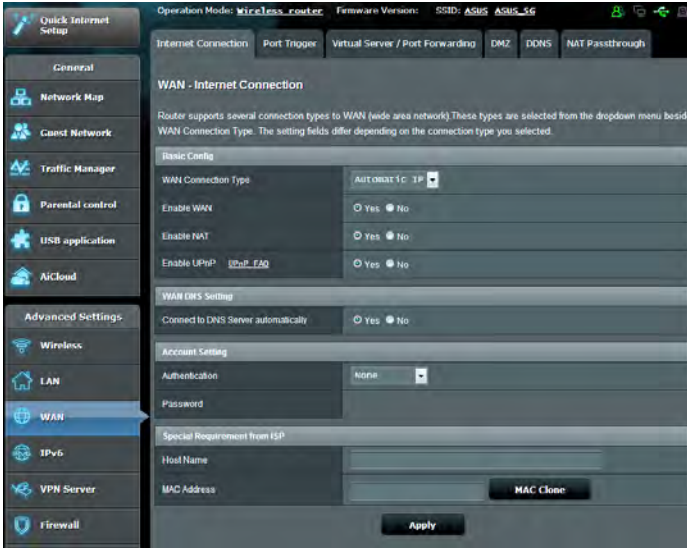 Quick Internet
Setup
Operation Mode: Wireless router Firmware Version: SSID: ASUS ASUS_5G
Internet Connection Port Trigger Virtual Server / Port Forwarding DMZ DDNS NAT Passthrough
General
Network Map
Guest Network
Traffic Manager
Parental control
USB application
AiCloud
Advanced Settings
Wireless
LAN
WAN
IPv6
VPN Server
Firewall
WAN - Internet Connection
Router supports several connection types to WAN (wide area network).These types are selected from the dropdown menu besid
WAN Connection Type. The setting fields differ depending on the connection type you selected.
Basic Config
WAN Connection Type Automatic IP
Enable WAN Yes No
Enable NAT Yes No
Enable UPnP UPnP FAQ Yes No
WAN DNS Setting
Connect to DNS Server automatically Yes No
Account Setting
Authentication None
Password
Special Requirement from ISP
Host Name
MAC Address MAC Clone
Apply